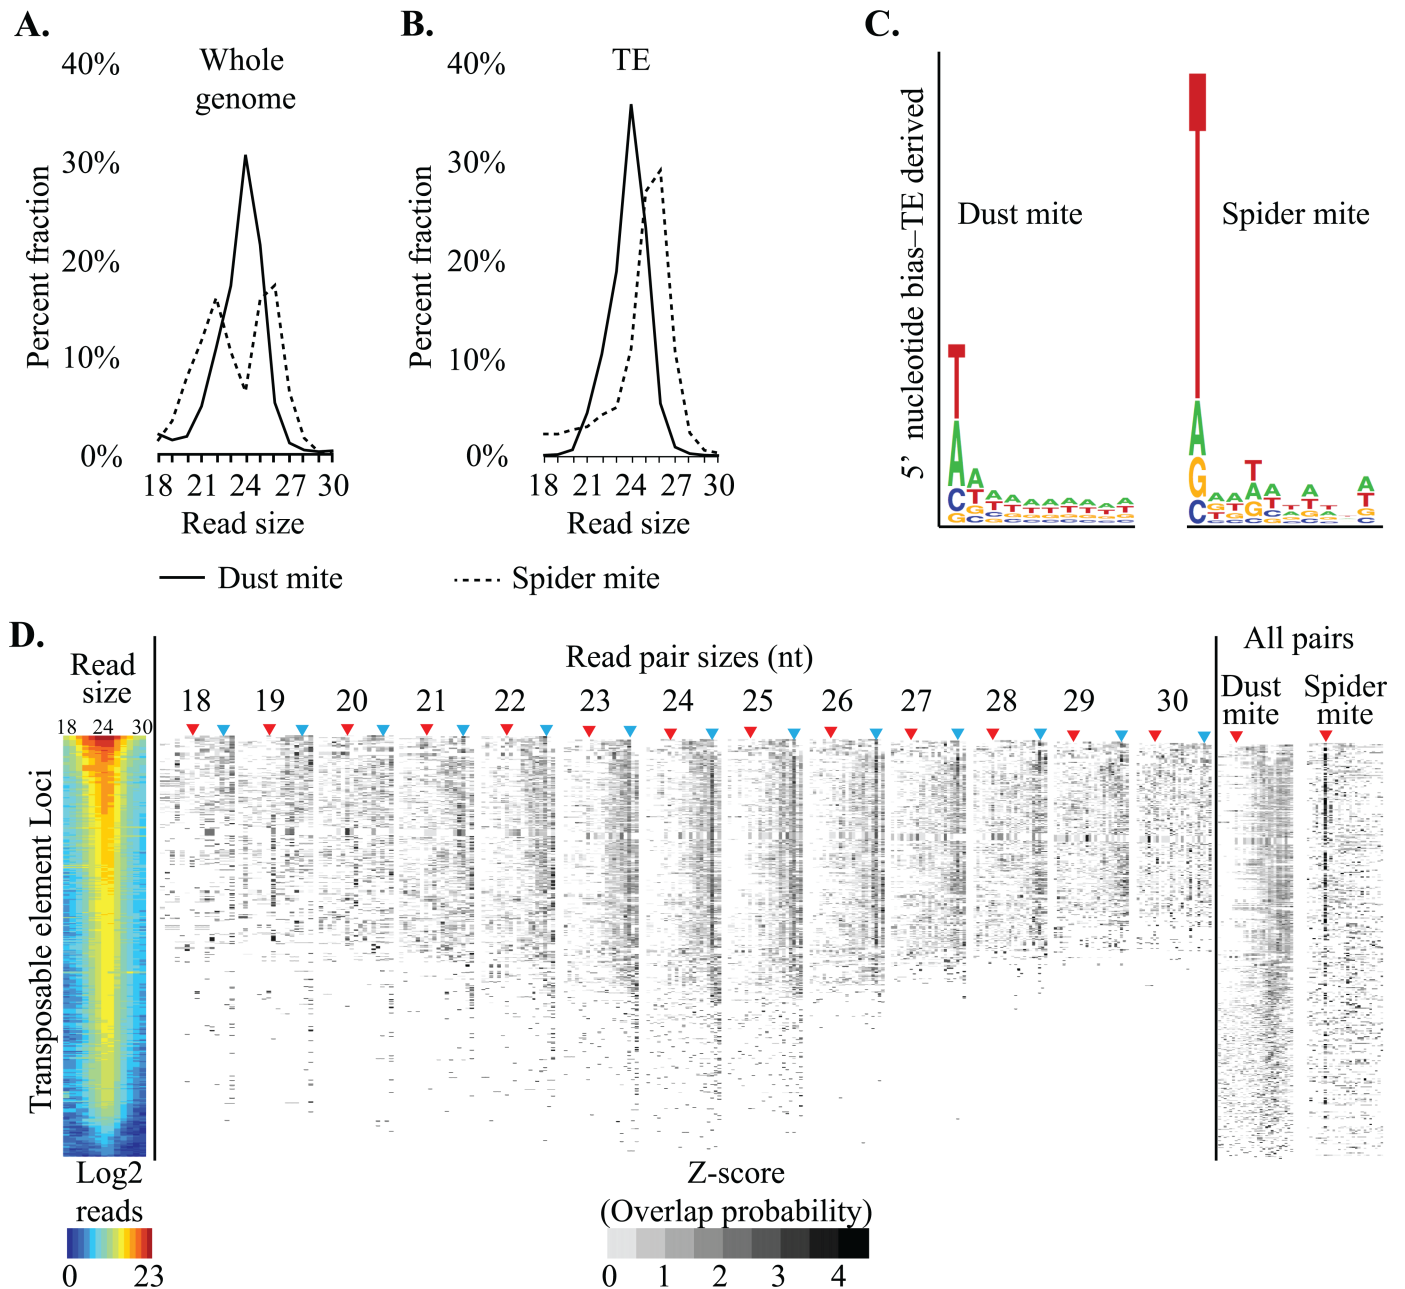 A.
Whole
genome
40%
30%
20%
10%
0%
Percent fraction
18 21 24 27 30
Read size
B.
TE
40%
30%
20%
10%
0%
Percent fraction
18 21 24 27 30
Read size
Dust mite
Spider mite
C.
5’ nucleotide bias–TE derived
Dust mite
Spider mite
D.
Read
size
18 24 30
Transposable element Loci
Read pair sizes (nt)
18 19 20 21 22 23 24 25 26 27 28 29 30
All pairs
Dust
mite
Spider
mite
Log2
reads
0 23
Z-score
(Overlap probability)
0 1 2 3 4